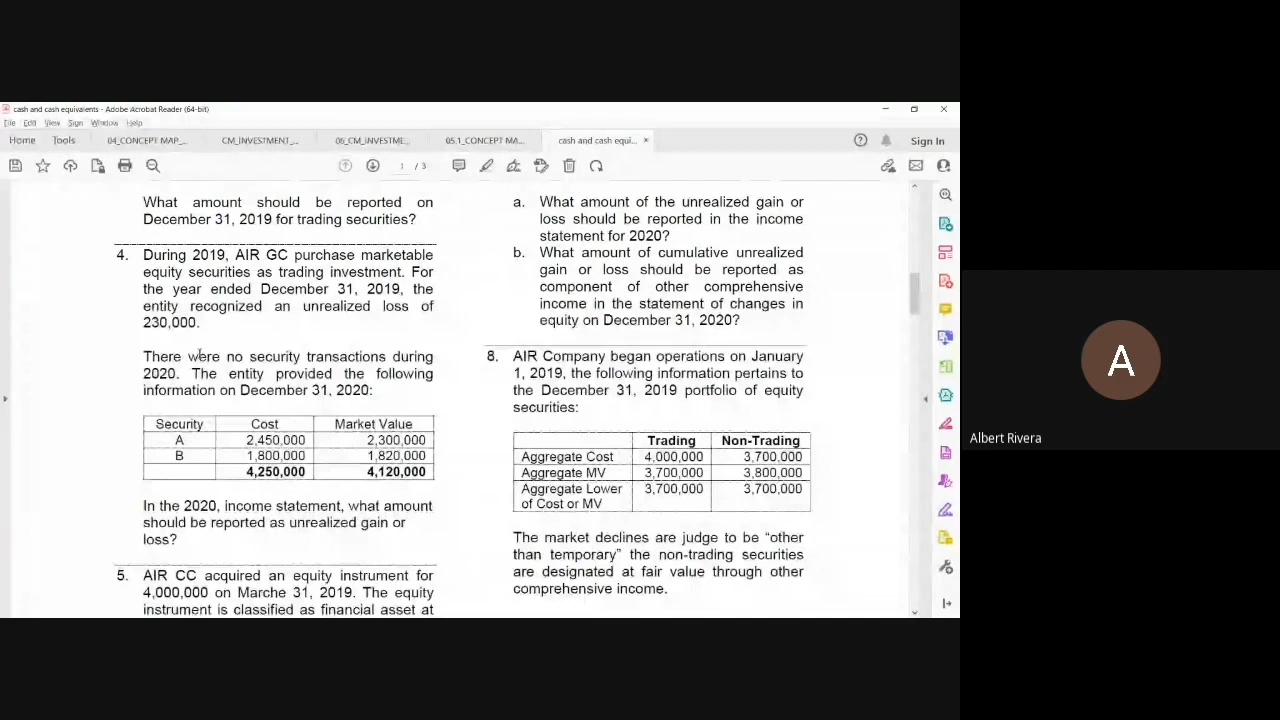 cash and cash equivalents - Adobe Acrobat Reader (64-bit)
File Edit View Sign Window Help
Home Tools 04_CONCEPT MAP_... CM_INVESTMENT_... 06_CM_INVESTME... 05.1_CONCEPT MA... cash and cash equi... × Sign In
1 / 3
What amount should be reported on
December 31, 2019 for trading securities?
4. During 2019, AIR GC purchase marketable
equity securities as trading investment. For
the year ended December 31, 2019, the
entity recognized an unrealized loss of
230,000.
There were no security transactions during
2020. The entity provided the following
information on December 31, 2020:
Security Cost Market Value
A 2,450,000 2,300,000
B 1,800,000 1,820,000
4,250,000 4,120,000
In the 2020, income statement, what amount
should be reported as unrealized gain or
loss?
5. AIR CC acquired an equity instrument for
4,000,000 on Marche 31, 2019. The equity
instrument is classified as financial asset at
a. What amount of the unrealized gain or
loss should be reported in the income
statement for 2020?
b. What amount of cumulative unrealized
gain or loss should be reported as
component of other comprehensive
income in the statement of changes in
equity on December 31, 2020?
8. AIR Company began operations on January
1, 2019, the following information pertains to
the December 31, 2019 portfolio of equity
securities:
Trading Non-Trading
Aggregate Cost 4,000,000 3,700,000
Aggregate MV 3,700,000 3,800,000
Aggregate Lower 3,700,000 3,700,000
of Cost or MV
The market declines are judge to be “other
than temporary” the non-trading securities
are designated at fair value through other
comprehensive income.
A
Albert Rivera